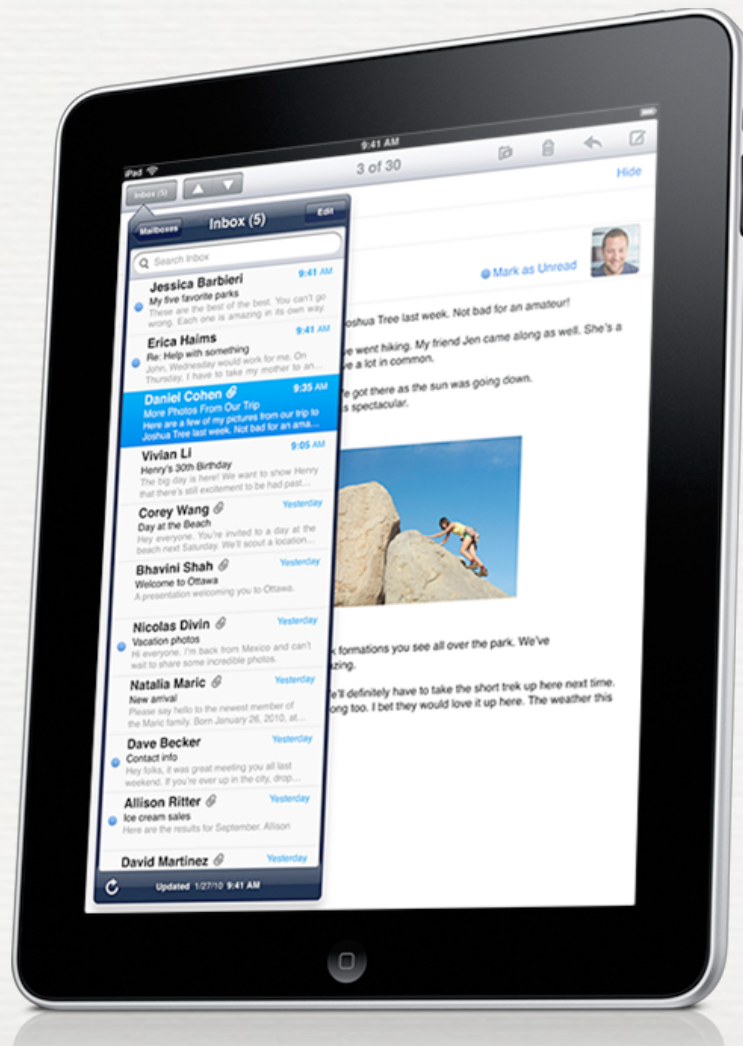 iPad
9:41 AM
Inbox (5)
3 of 30
Hide
Mailboxes
Inbox (5)
Edit
Search Inbox
Mark as Unread
Jessica Barbieri
9:41 AM
My five favorite parks
These are the best of the best. You can't go
wrong. Each one is amazing in its own way.
Erica Haims
9:41 AM
Re: Help with something
John, Wednesday would work for me. On
Thursday, I have to take my mother to an...
Daniel Cohen
9:35 AM
More Photos From Our Trip
Here are a few of my pictures from our trip to
Joshua Tree last week. Not bad for an ama...
Vivian Li
9:05 AM
Henry's 30th Birthday
The big day is here! We want to show Henry
that there's still excitement to be had past...
Corey Wang
Yesterday
Day at the Beach
Hey everyone. You're invited to a day at the
beach next Saturday. We'll scout a location...
Bhavini Shah
Yesterday
Welcome to Ottawa
A presentation welcoming you to Ottawa.
Nicolas Divin
Yesterday
Vacation photos
Hi everyone. I'm back from Mexico and can't
wait to share some incredible photos.
Natalia Maric
Yesterday
New arrival
Please say hello to the newest member of
the Maric family. Born January 26, 2010, at...
Dave Becker
Yesterday
Contact info
Hey folks, it was great meeting you all last
weekend. If you're ever up in the city, drop...
Allison Ritter
Yesterday
Ice cream sales
Here are the results for September. Allison
David Martinez
Yesterday
Updated 1/27/10 9:41 AM
Joshua Tree last week. Not bad for an amateur!
ve went hiking. My friend Jen came along as well. She's a
ve a lot in common.
e got there as the sun was going down.
s spectacular.
k formations you see all over the park. We've
zing.
e'll definitely have to take the short trek up here next time.
ong too. I bet they would love it up here. The weather this